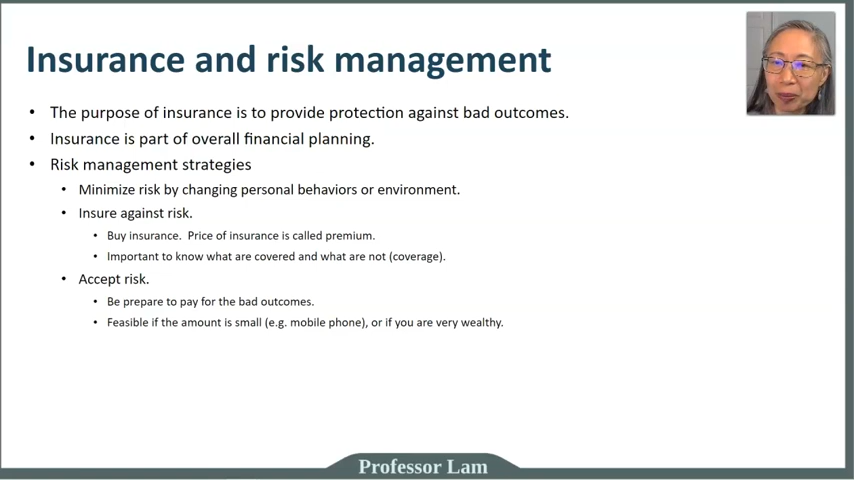 Insurance and risk management
• The purpose of insurance is to provide protection against bad outcomes.
• Insurance is part of overall financial planning.
• Risk management strategies
• Minimize risk by changing personal behaviors or environment.
• Insure against risk.
• Buy insurance. Price of insurance is called premium.
• Important to know what are covered and what are not (coverage).
• Accept risk.
• Be prepare to pay for the bad outcomes.
• Feasible if the amount is small (e.g. mobile phone), or if you are very wealthy.
Professor Lam